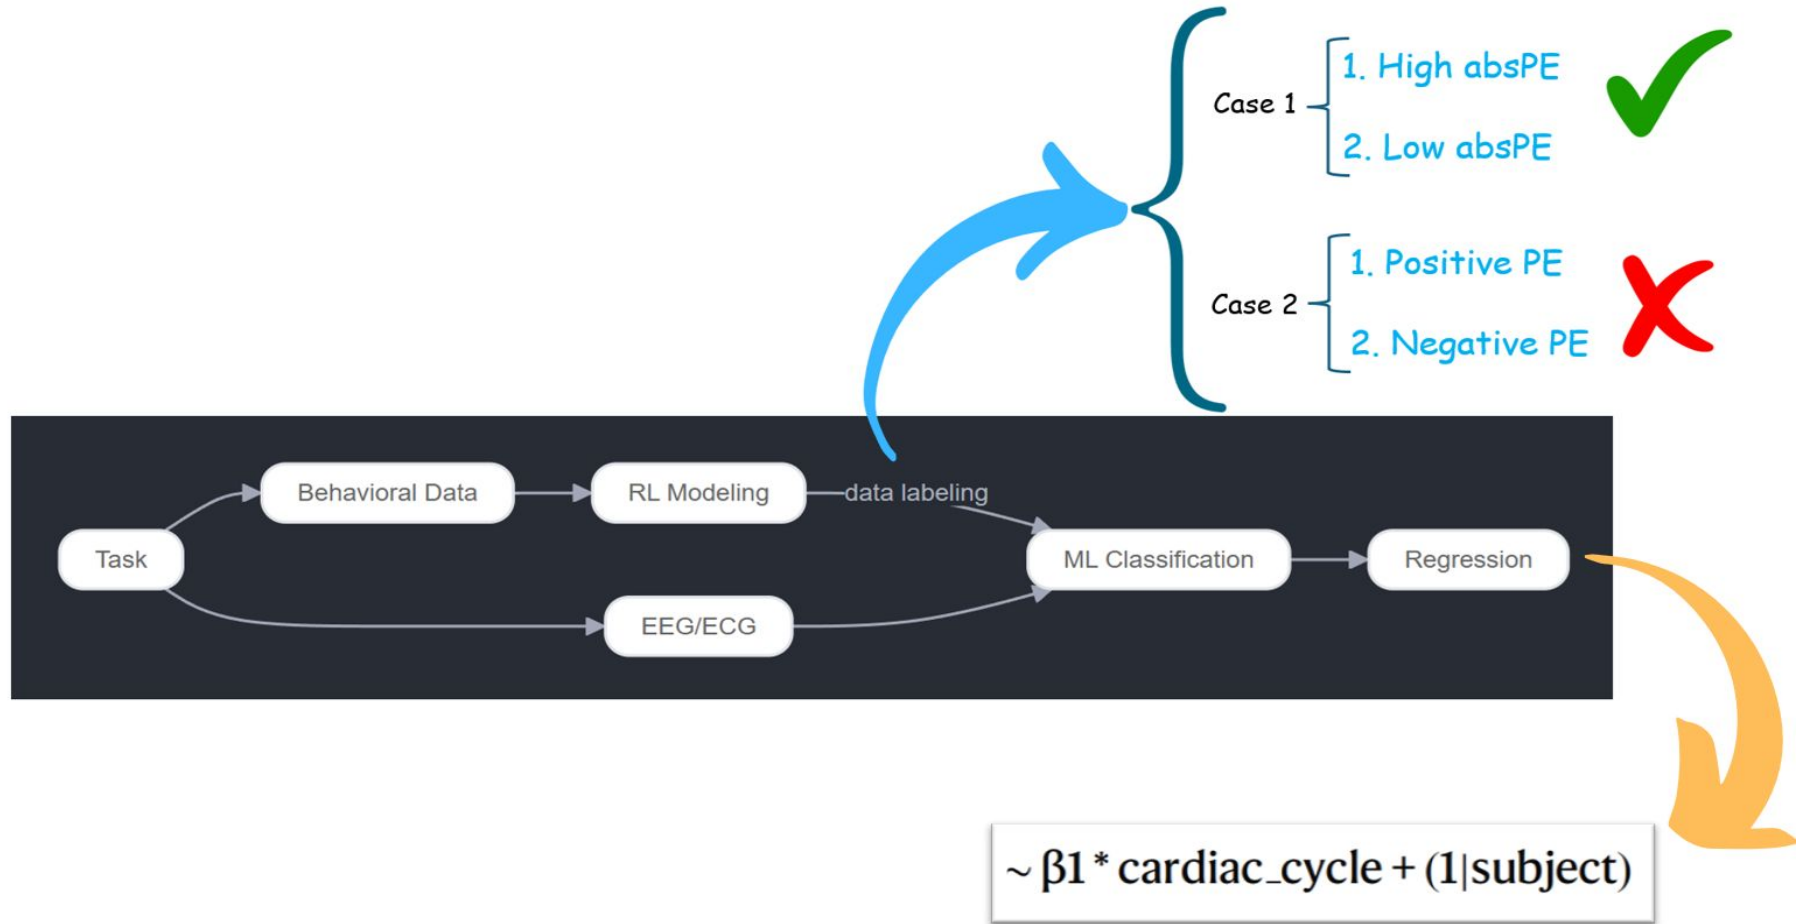 Case 1
1. High absPE
2. Low absPE
Case 2
1. Positive PE
2. Negative PE
Task
Behavioral Data
RL Modeling
data labeling
EEG/ECG
ML Classification
Regression
~ β1 * cardiac_cycle + (1|subject)